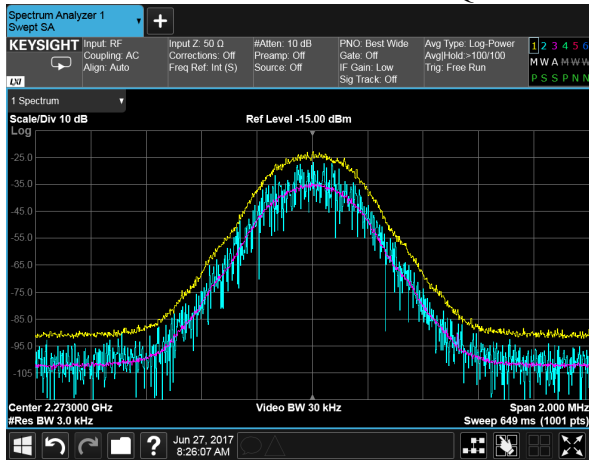 Spectrum Analyzer 1
Swept SA
KEYSIGHT
LXI
Input: RF
Coupling: AC
Align: Auto
Input Z: 50 Ω
Corrections: Off
Freq Ref: Int (S)
#Atten: 10 dB
Preamp: Off
Source: Off
PNO: Best Wide
Gate: Off
IF Gain: Low
Sig Track: Off
Avg Type: Log-Power
Avg|Hold:>100/100
Trig: Free Run
1 2 3 4 5 6
M W A M W W
P S S P N N
1 Spectrum
Scale/Div 10 dB
Ref Level -15.00 dBm
Log
-25.0
-35.0
-45.0
-55.0
-65.0
-75.0
-85.0
-95.0
-105
Center 2.273000 GHz
Video BW 30 kHz
Span 2.000 MHz
#Res BW 3.0 kHz
Sweep 649 ms (1001 pts)
?
Jun 27, 2017
8:26:07 AM